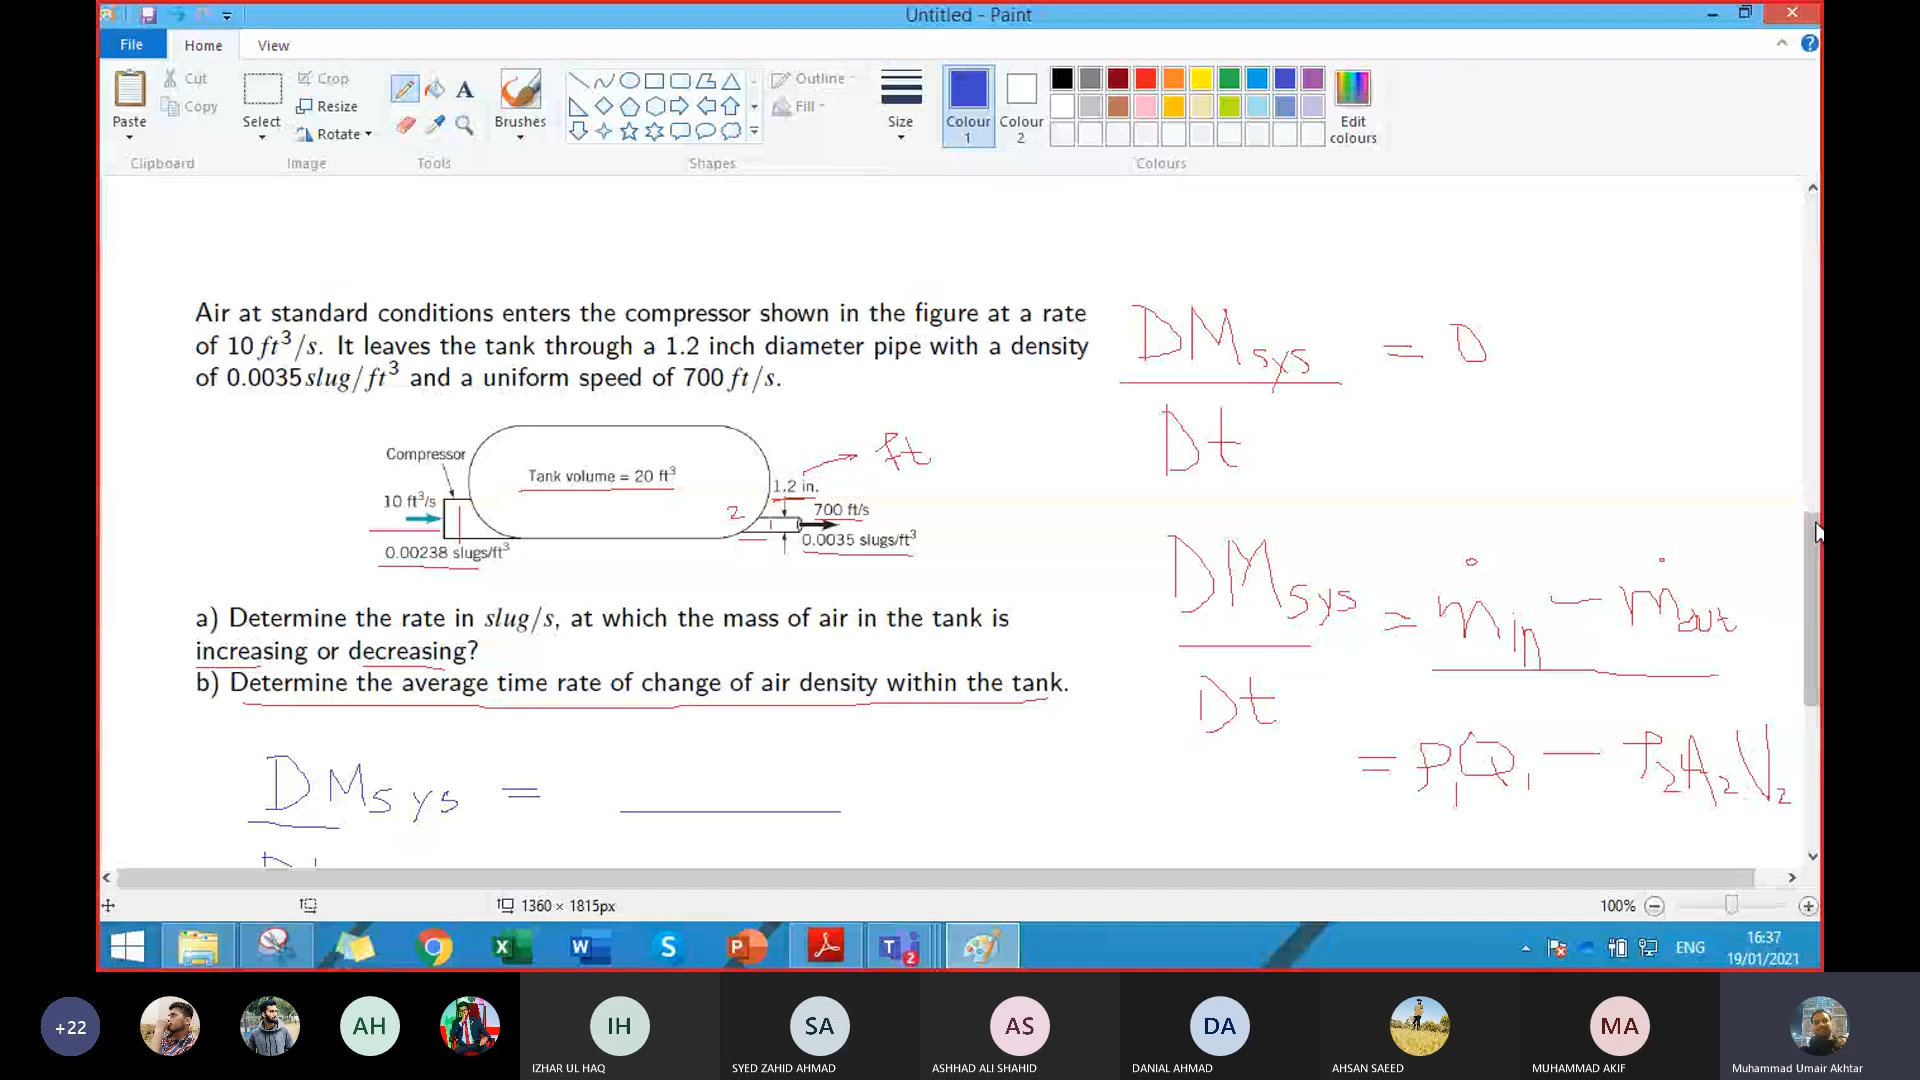 Untitled - Paint
File Home View
Paste Cut Copy Clipboard
Select Crop Resize Rotate Image
Tools
Brushes
Shapes Outline Fill
Size
Colour 1 Colour 2 Edit colours
Colours
Air at standard conditions enters the compressor shown in the figure at a rate
of 10 ft³/s. It leaves the tank through a 1.2 inch diameter pipe with a density
of 0.0035 slug/ft³ and a uniform speed of 700 ft/s.
Compressor
Tank volume = 20 ft³
ft
1.2 in.
10 ft³/s
1
2
700 ft/s
0.00238 slugs/ft³
0.0035 slugs/ft³
a) Determine the rate in slug/s, at which the mass of air in the tank is
increasing or decreasing?
b) Determine the average time rate of change of air density within the tank.
DMsys =
DMsys = 0
Dt
DMsys = ṁin - ṁout
Dt
= ρ₁Q₁ - ρ₂A₂V₂
1360 × 1815px
100%
2
ENG
16:37
19/01/2021
+22
AH
IH
SA
AS
DA
MA
IZHAR UL HAQ
SYED ZAHID AHMAD
ASHHAD ALI SHAHID
DANIAL AHMAD
AHSAN SAEED
MUHAMMAD AKIF
Muhammad Umair Akhtar